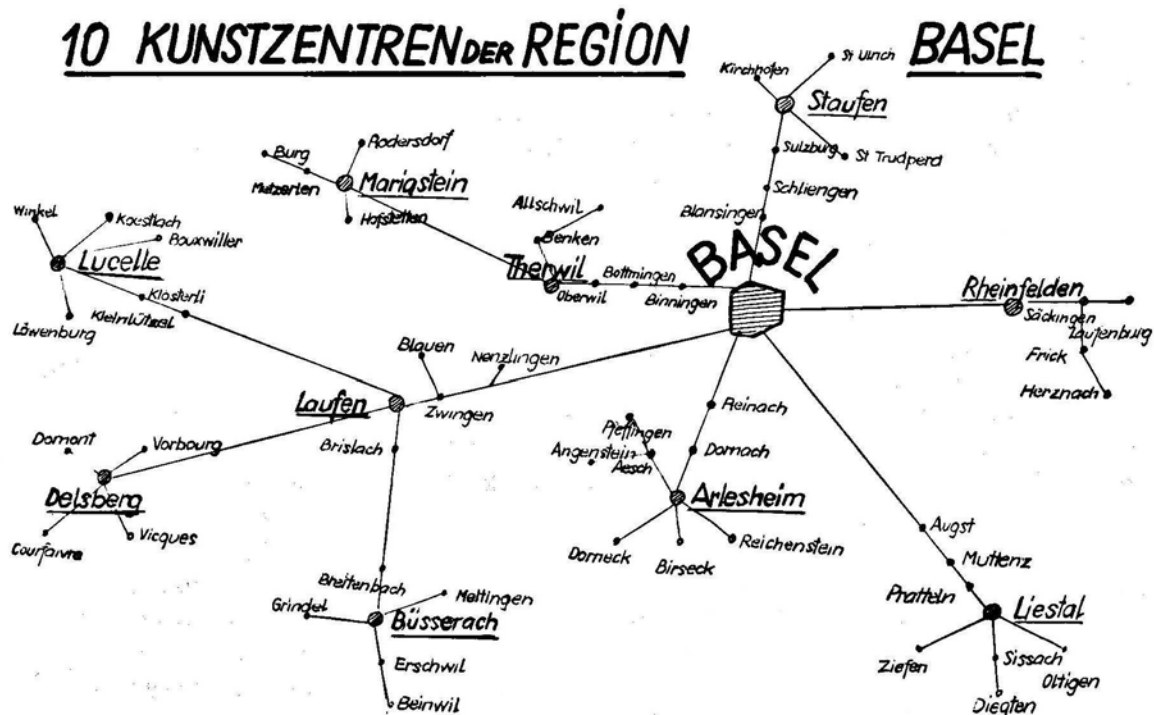 10 KUNSTZENTREN DER REGION BASEL
St Ulrich
Kirchhofen
Staufen
Sulzburg
St Trudperd
Schliengen
Blansingen
BASEL
Rodersdorf
Burg
Metzerlen
Mariastein
Hofstetten
Allschwil
Benken
Therwil
Oberwil
Bottmingen
Binningen
Winkel
Koestlach
Bouxwiller
Lucelle
Klösterli
Kleinlützel
Löwenburg
Rheinfelden
Säckingen
Laufenburg
Frick
Herznach
Blauen
Nenzlingen
Laufen
Zwingen
Brislach
Domont
Vorbourg
Delsberg
Courfaivre
Vicques
Reinach
Pfeffingen
Angenstein
Aesch
Dornach
Arlesheim
Dorneck
Birseck
Reichenstein
Breitenbach
Grindel
Meltingen
Büsserach
Erschwil
Beinwil
Augst
Muttenz
Pratteln
Liestal
Ziefen
Sissach
Oltigen
Diegten